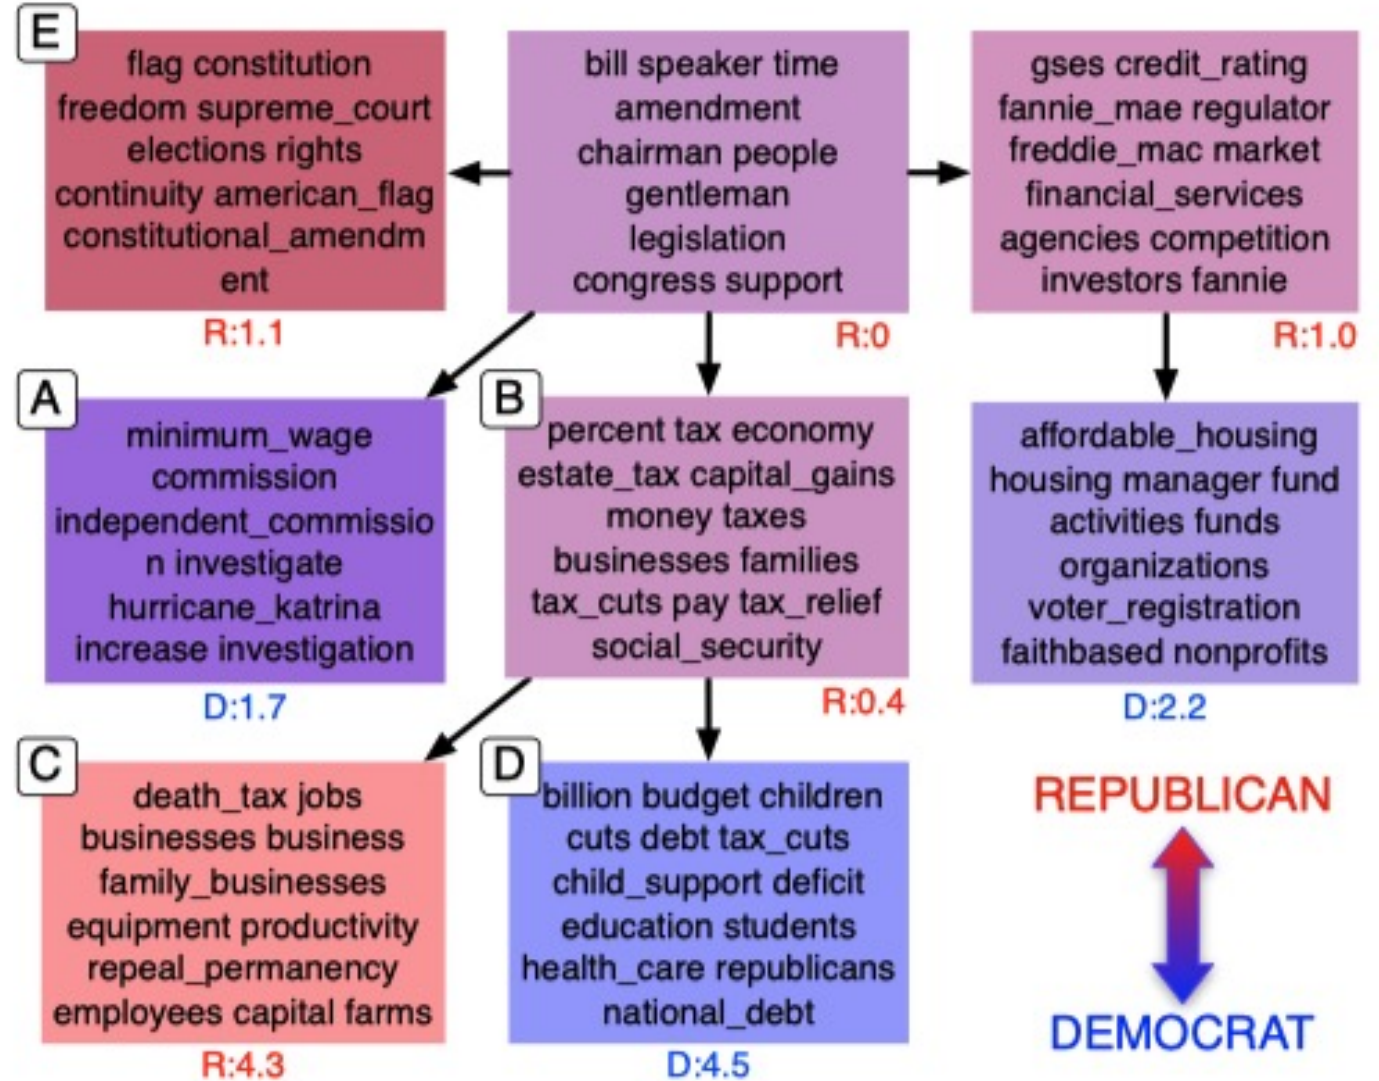 E
flag constitution
freedom supreme_court
elections rights
continuity american_flag
constitutional_amendm
ent
R:1.1
bill speaker time
amendment
chairman people
gentleman
legislation
congress support
R:0
gses credit_rating
fannie_mae regulator
freddie_mac market
financial_services
agencies competition
investors fannie
R:1.0
A
minimum_wage
commission
independent_commissio
n investigate
hurricane_katrina
increase investigation
D:1.7
B
percent tax economy
estate_tax capital_gains
money taxes
businesses families
tax_cuts pay tax_relief
social_security
R:0.4
affordable_housing
housing manager fund
activities funds
organizations
voter_registration
faithbased nonprofits
D:2.2
C
death_tax jobs
businesses business
family_businesses
equipment productivity
repeal_permanency
employees capital farms
R:4.3
D
billion budget children
cuts debt tax_cuts
child_support deficit
education students
health_care republicans
national_debt
D:4.5
REPUBLICAN
DEMOCRAT